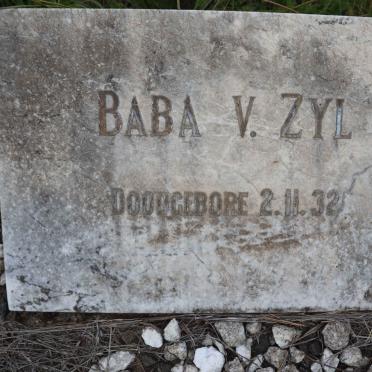 BABA V. ZYL
DOODGEBORE 2.11.32